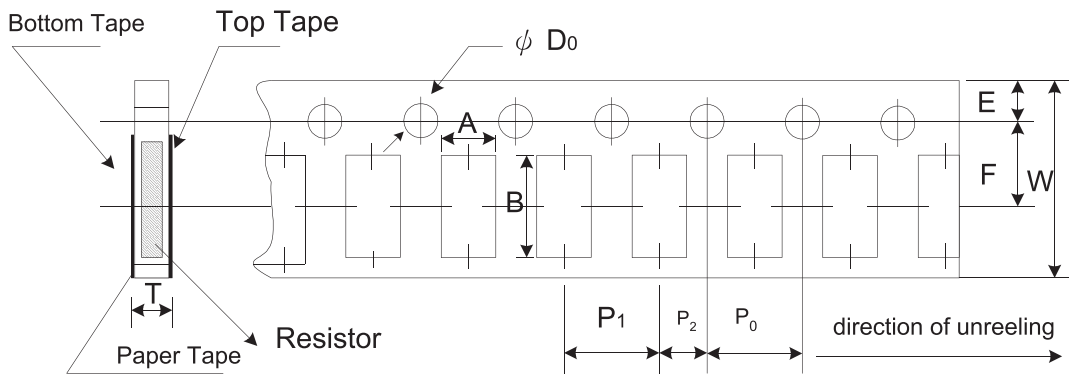 Bottom Tape
Top Tape
ψ D0
E
A
F
W
B
T
P1
P2
P0
direction of unreeling
Resistor
Paper Tape